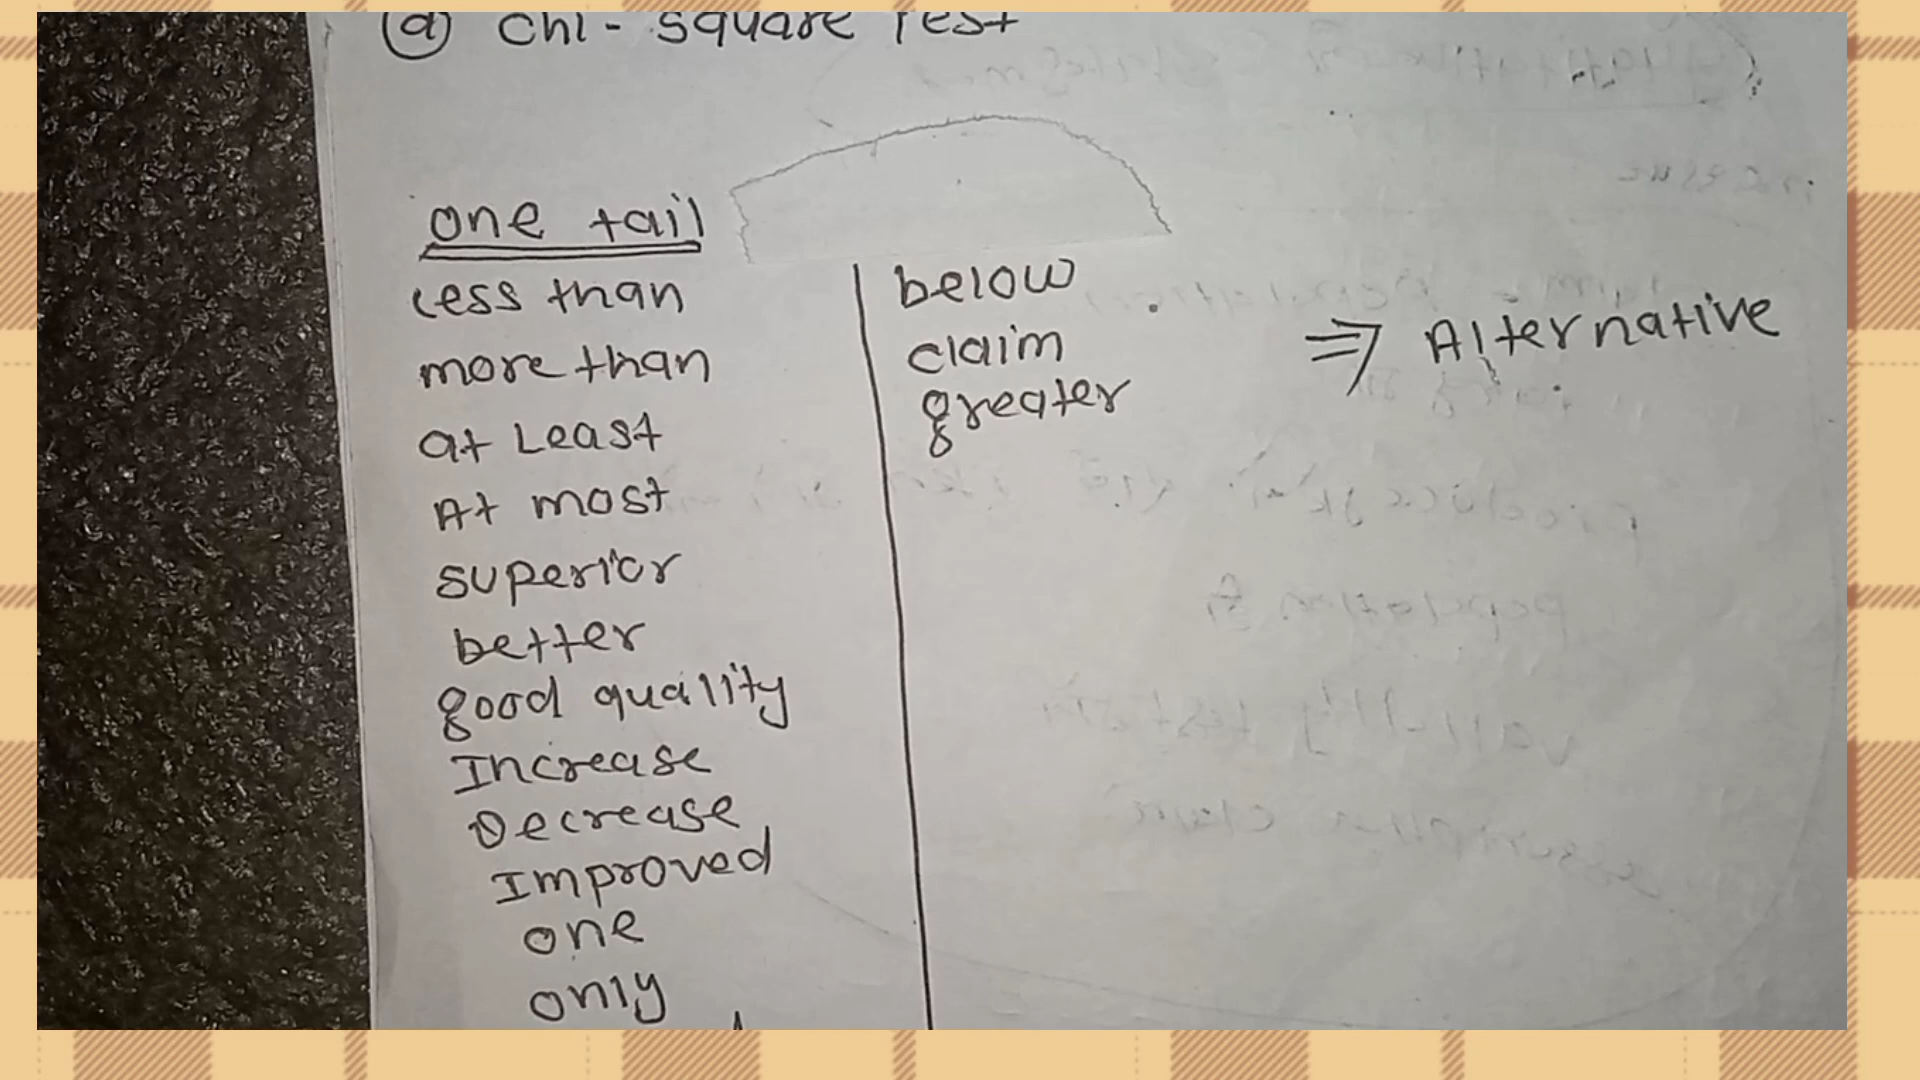 (a) Chi-square Test
one tail
Less than
more than
at Least
At most
superior
better
good quality
Increase
Decrease
Improved
one
only
below
claim
greater
⇒ Alternative